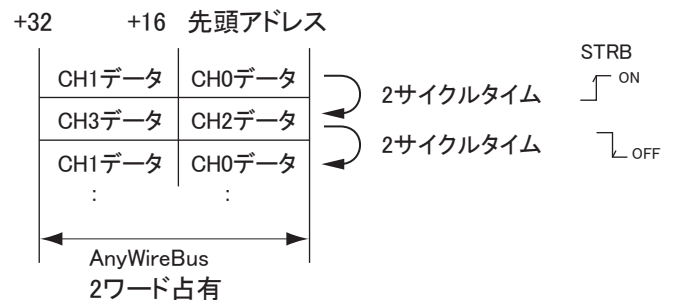 +32 +16 先頭アドレス
STRB
CH1データ CH0データ
ON
2サイクルタイム
CH3データ CH2データ
2サイクルタイム
OFF
CH1データ CH0データ
: :
AnyWireBus
2ワード占有